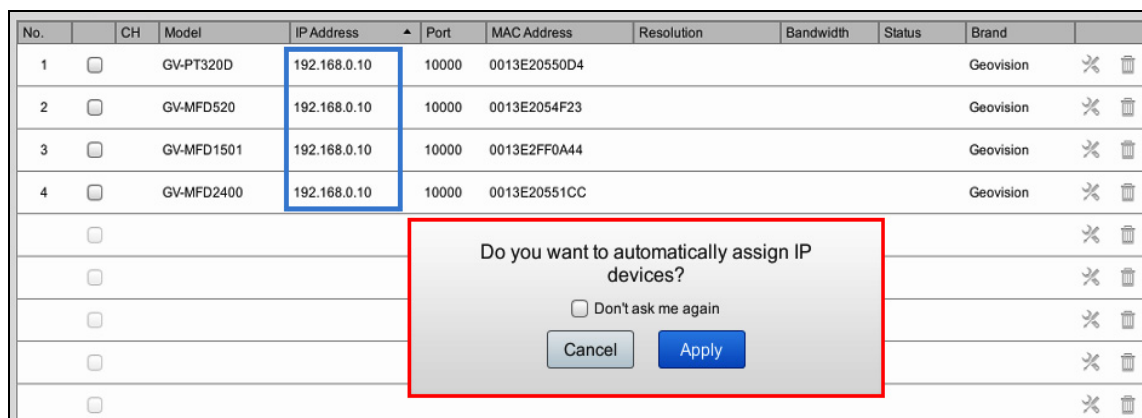 No. CH Model IP Address Port MAC Address Resolution Bandwidth Status Brand
1 GV-PT320D 192.168.0.10 10000 0013E20550D4 Geovision
2 GV-MFD520 192.168.0.10 10000 0013E2054F23 Geovision
3 GV-MFD1501 192.168.0.10 10000 0013E2FF0A44 Geovision
4 GV-MFD2400 192.168.0.10 10000 0013E20551CC Geovision
Do you want to automatically assign IP
devices?
Don't ask me again
Cancel Apply